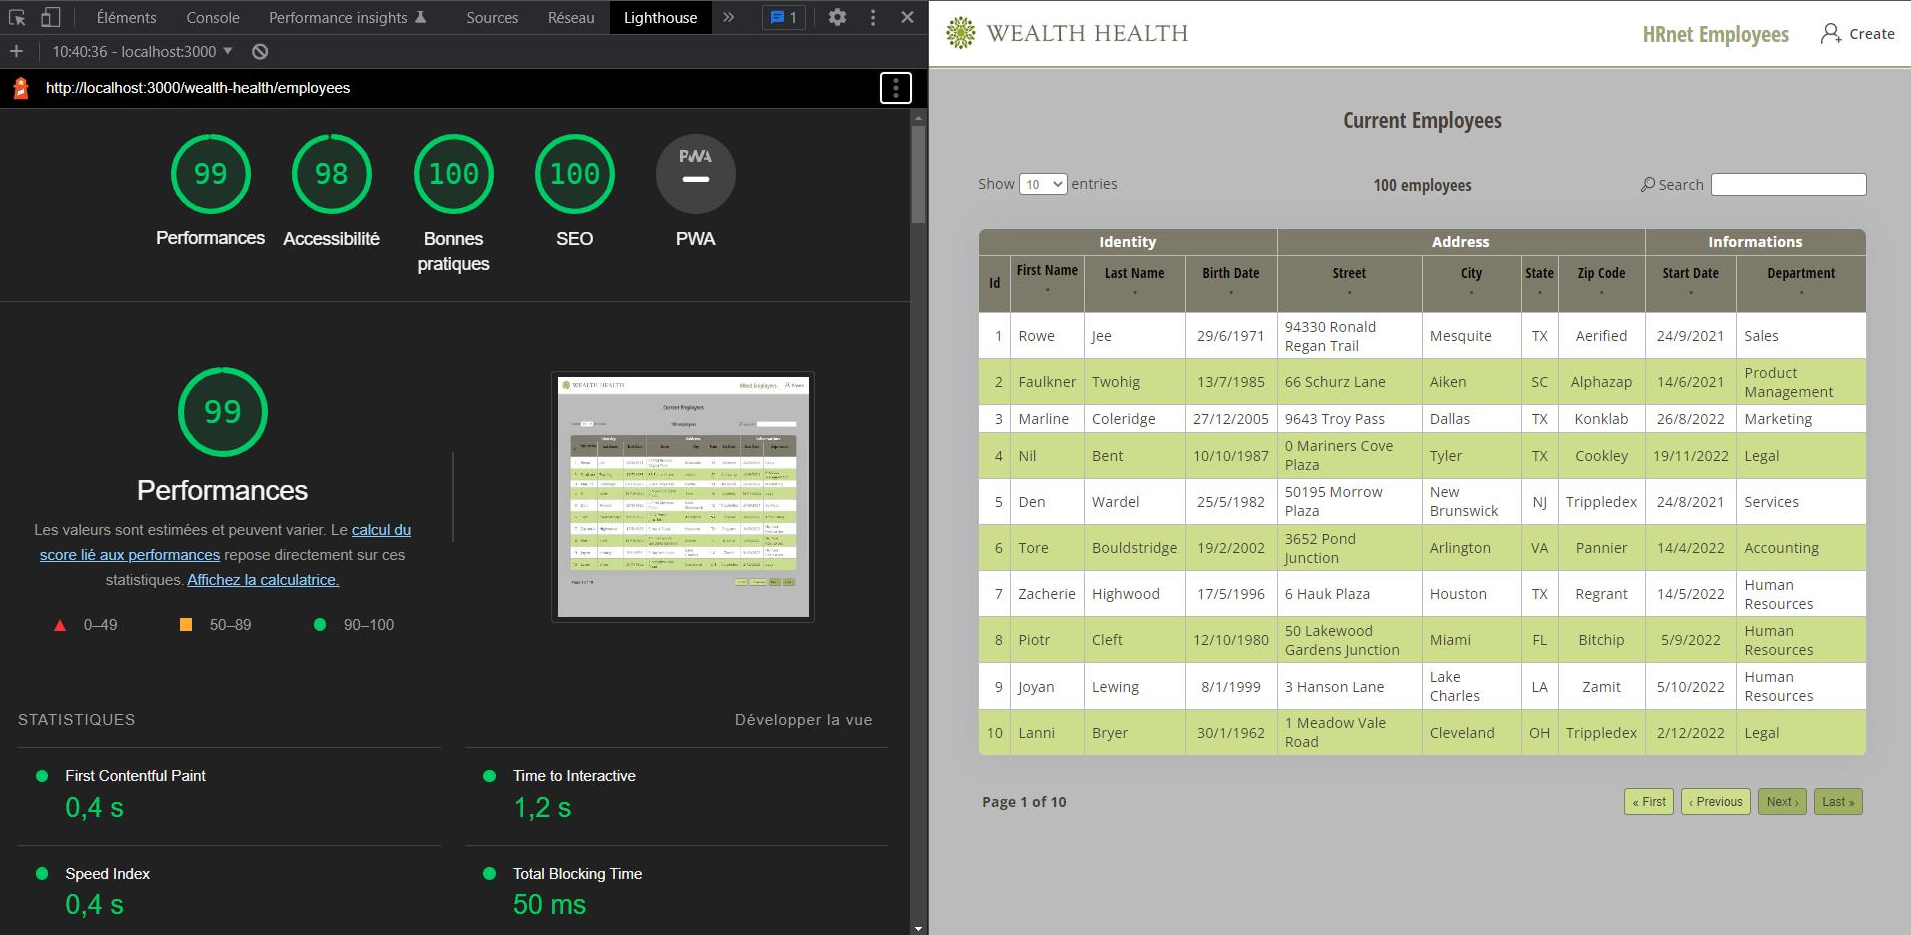 Éléments Console Performance insights Sources Réseau Lighthouse » 1
10:40:36 - localhost:3000
http://localhost:3000/wealth-health/employees
99 98 100 100 PWA
Performances Accessibilité Bonnes pratiques SEO PWA
99
Performances
Les valeurs sont estimées et peuvent varier. Le calcul du
score lié aux performances repose directement sur ces
statistiques. Affichez la calculatrice.
0–49 50–89 90–100
STATISTIQUES Développer la vue
First Contentful Paint
0,4 s
Time to Interactive
1,2 s
Speed Index
0,4 s
Total Blocking Time
50 ms
WEALTH HEALTH HRnet Employees Create
Current Employees
Show 10 entries 100 employees Search
Identity Address Informations
Id First Name Last Name Birth Date Street City State Zip Code Start Date Department
1 Rowe Jee 29/6/1971 94330 Ronald Regan Trail Mesquite TX Aerified 24/9/2021 Sales
2 Faulkner Twohig 13/7/1985 66 Schurz Lane Aiken SC Alphazap 14/6/2021 Product Management
3 Marline Coleridge 27/12/2005 9643 Troy Pass Dallas TX Konklab 26/8/2022 Marketing
4 Nil Bent 10/10/1987 0 Mariners Cove Plaza Tyler TX Cookley 19/11/2022 Legal
5 Den Wardel 25/5/1982 50195 Morrow Plaza New Brunswick NJ Trippledex 24/8/2021 Services
6 Tore Bouldstridge 19/2/2002 3652 Pond Junction Arlington VA Pannier 14/4/2022 Accounting
7 Zacherie Highwood 17/5/1996 6 Hauk Plaza Houston TX Regrant 14/5/2022 Human Resources
8 Piotr Cleft 12/10/1980 50 Lakewood Gardens Junction Miami FL Bitchip 5/9/2022 Human Resources
9 Joyan Lewing 8/1/1999 3 Hanson Lane Lake Charles LA Zamit 5/10/2022 Human Resources
10 Lanni Bryer 30/1/1962 1 Meadow Vale Road Cleveland OH Trippledex 2/12/2022 Legal
Page 1 of 10 « First ‹ Previous Next › Last »